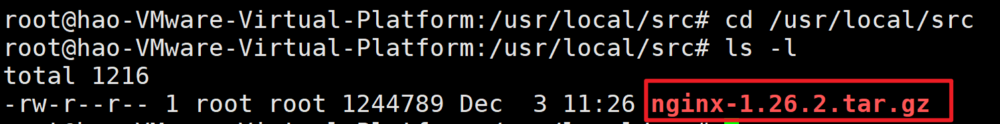 root@hao-VMware-Virtual-Platform:/usr/local/src# cd /usr/local/src
root@hao-VMware-Virtual-Platform:/usr/local/src# ls -l
total 1216
-rw-r--r-- 1 root root 1244789 Dec  3 11:26 nginx-1.26.2.tar.gz